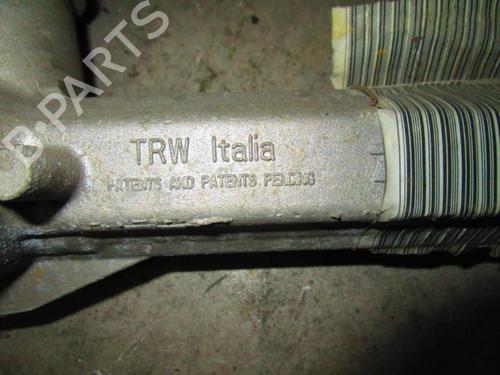 B-PARTS
TRW Italia
PATENTS AND PATENTS PENDING